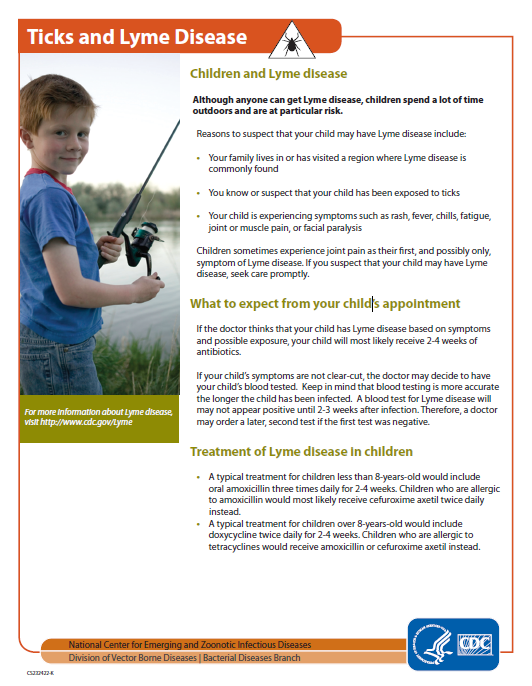 Ticks and Lyme Disease
Children and Lyme disease
Although anyone can get Lyme disease, children spend a lot of time
outdoors and are at particular risk.
Reasons to suspect that your child may have Lyme disease include:
• Your family lives in or has visited a region where Lyme disease is
commonly found
• You know or suspect that your child has been exposed to ticks
• Your child is experiencing symptoms such as rash, fever, chills, fatigue,
joint or muscle pain, or facial paralysis
Children sometimes experience joint pain as their first, and possibly only,
symptom of Lyme disease. If you suspect that your child may have Lyme
disease, seek care promptly.
What to expect from your child's appointment
If the doctor thinks that your child has Lyme disease based on symptoms
and possible exposure, your child will most likely receive 2-4 weeks of
antibiotics.
If your child's symptoms are not clear-cut, the doctor may decide to have
your child's blood tested. Keep in mind that blood testing is more accurate
the longer the child has been infected. A blood test for Lyme disease will
may not appear positive until 2-3 weeks after infection. Therefore, a doctor
may order a later, second test if the first test was negative.
For more information about Lyme disease,
visit http://www.cdc.gov/Lyme
Treatment of Lyme disease in children
• A typical treatment for children less than 8-years-old would include
oral amoxicillin three times daily for 2-4 weeks. Children who are allergic
to amoxicillin would most likely receive cefuroxime axetil twice daily
instead.
• A typical treatment for children over 8-years-old would include
doxycycline twice daily for 2-4 weeks. Children who are allergic to
tetracyclines would receive amoxicillin or cefuroxime axetil instead.
National Center for Emerging and Zoonotic Infectious Diseases
Division of Vector Borne Diseases | Bacterial Diseases Branch
CDC
CS232422-K